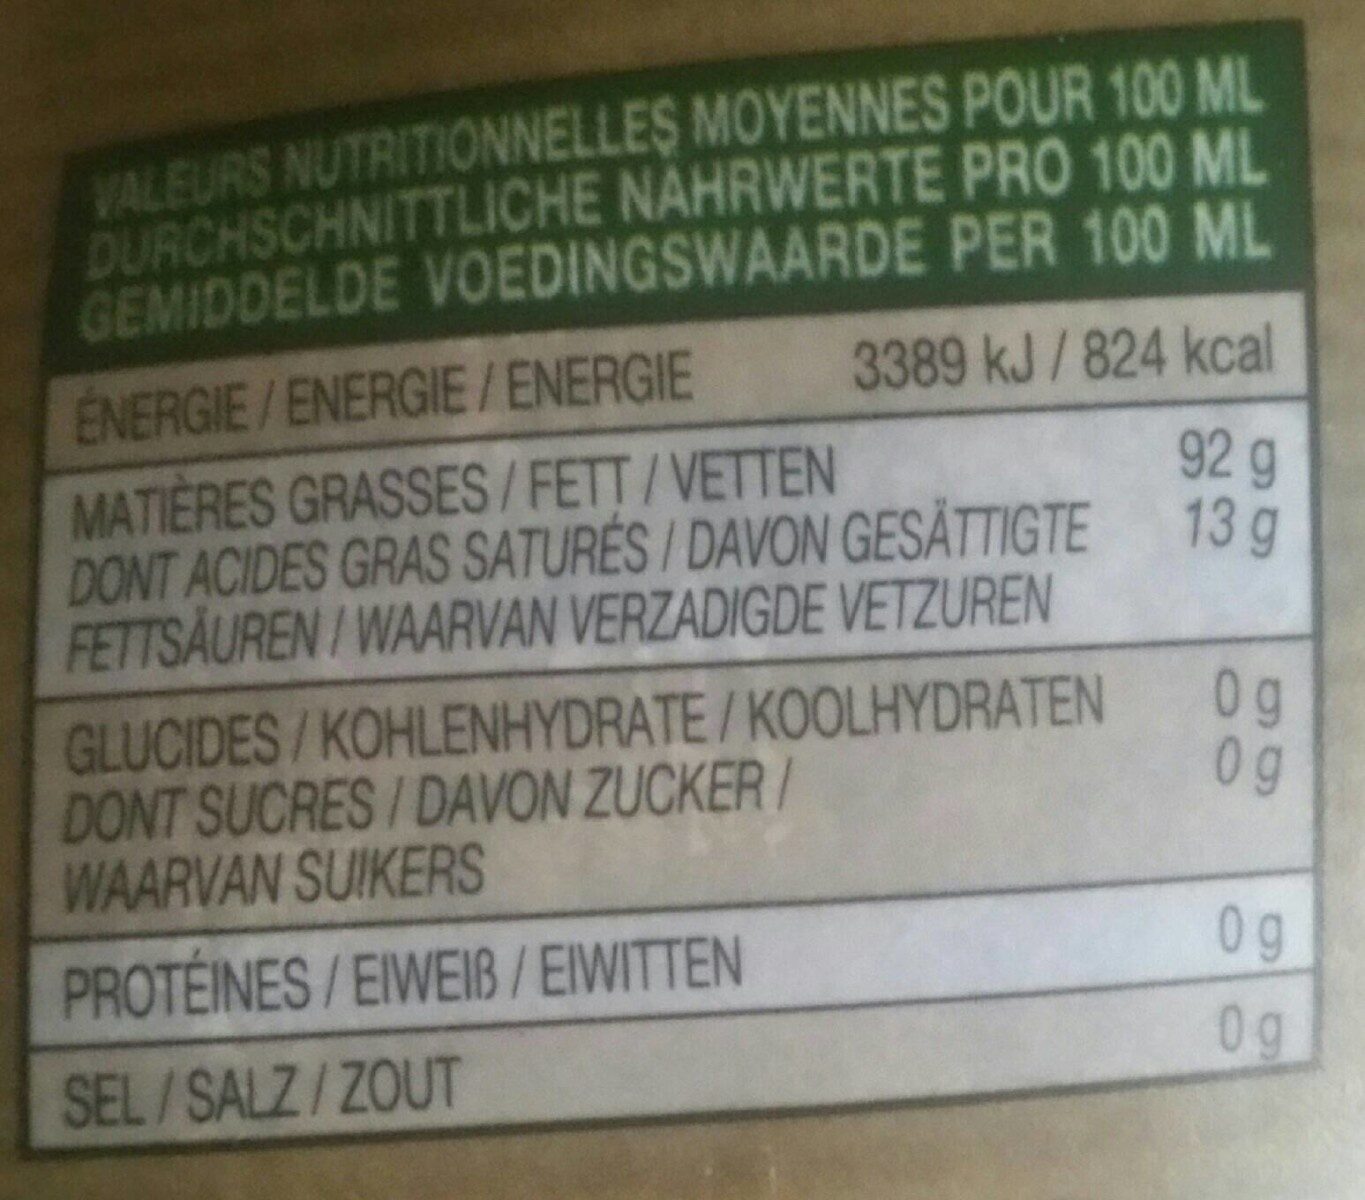 VALEURS NUTRITIONNELLES MOYENNES POUR 100 ML
DURCHSCHNITTLICHE NÄHRWERTE PRO 100 ML
GEMIDDELDE VOEDINGSWAARDE PER 100 ML
ÉNERGIE / ENERGIE / ENERGIE 3389 kJ / 824 kcal
MATIÈRES GRASSES / FETT / VETTEN 92 g
DONT ACIDES GRAS SATURÉS / DAVON GESÄTTIGTE 13 g
FETTSÄUREN / WAARVAN VERZADIGDE VETZUREN
GLUCIDES / KOHLENHYDRATE / KOOLHYDRATEN 0 g
DONT SUCRES / DAVON ZUCKER / 0 g
WAARVAN SUIKERS
PROTÉINES / EIWEIß / EIWITTEN 0 g
SEL / SALZ / ZOUT 0 g